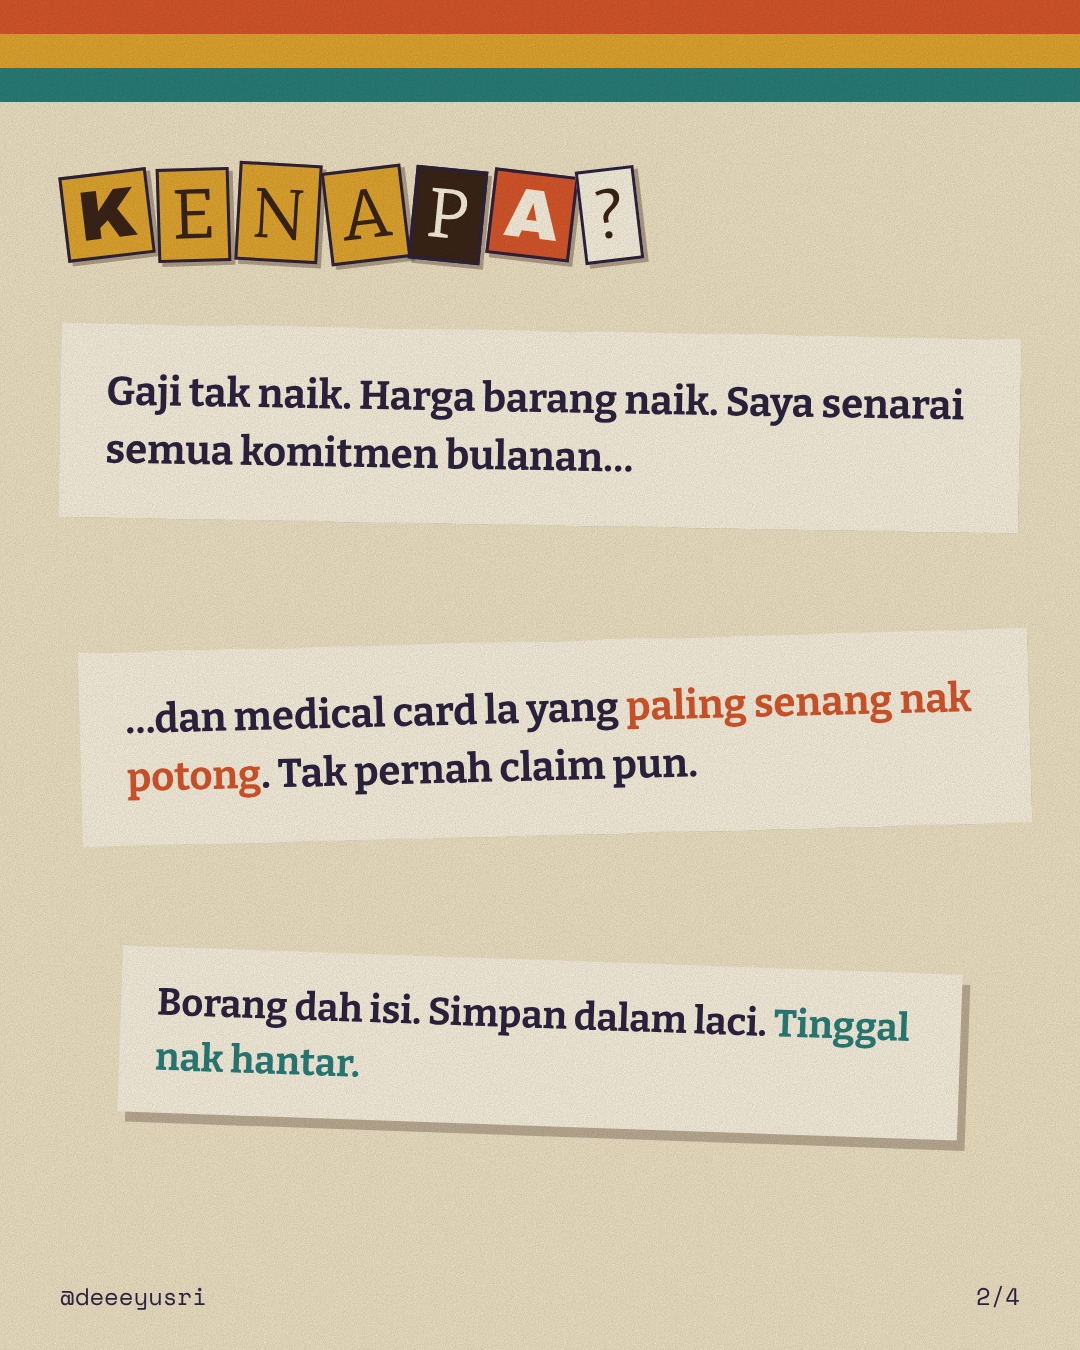 KENAPA?
Gaji tak naik. Harga barang naik. Saya senarai
semua komitmen bulanan...
...dan medical card la yang paling senang nak
potong. Tak pernah claim pun.
Borang dah isi. Simpan dalam laci. Tinggal
nak hantar.
@deeeyusri
2/4